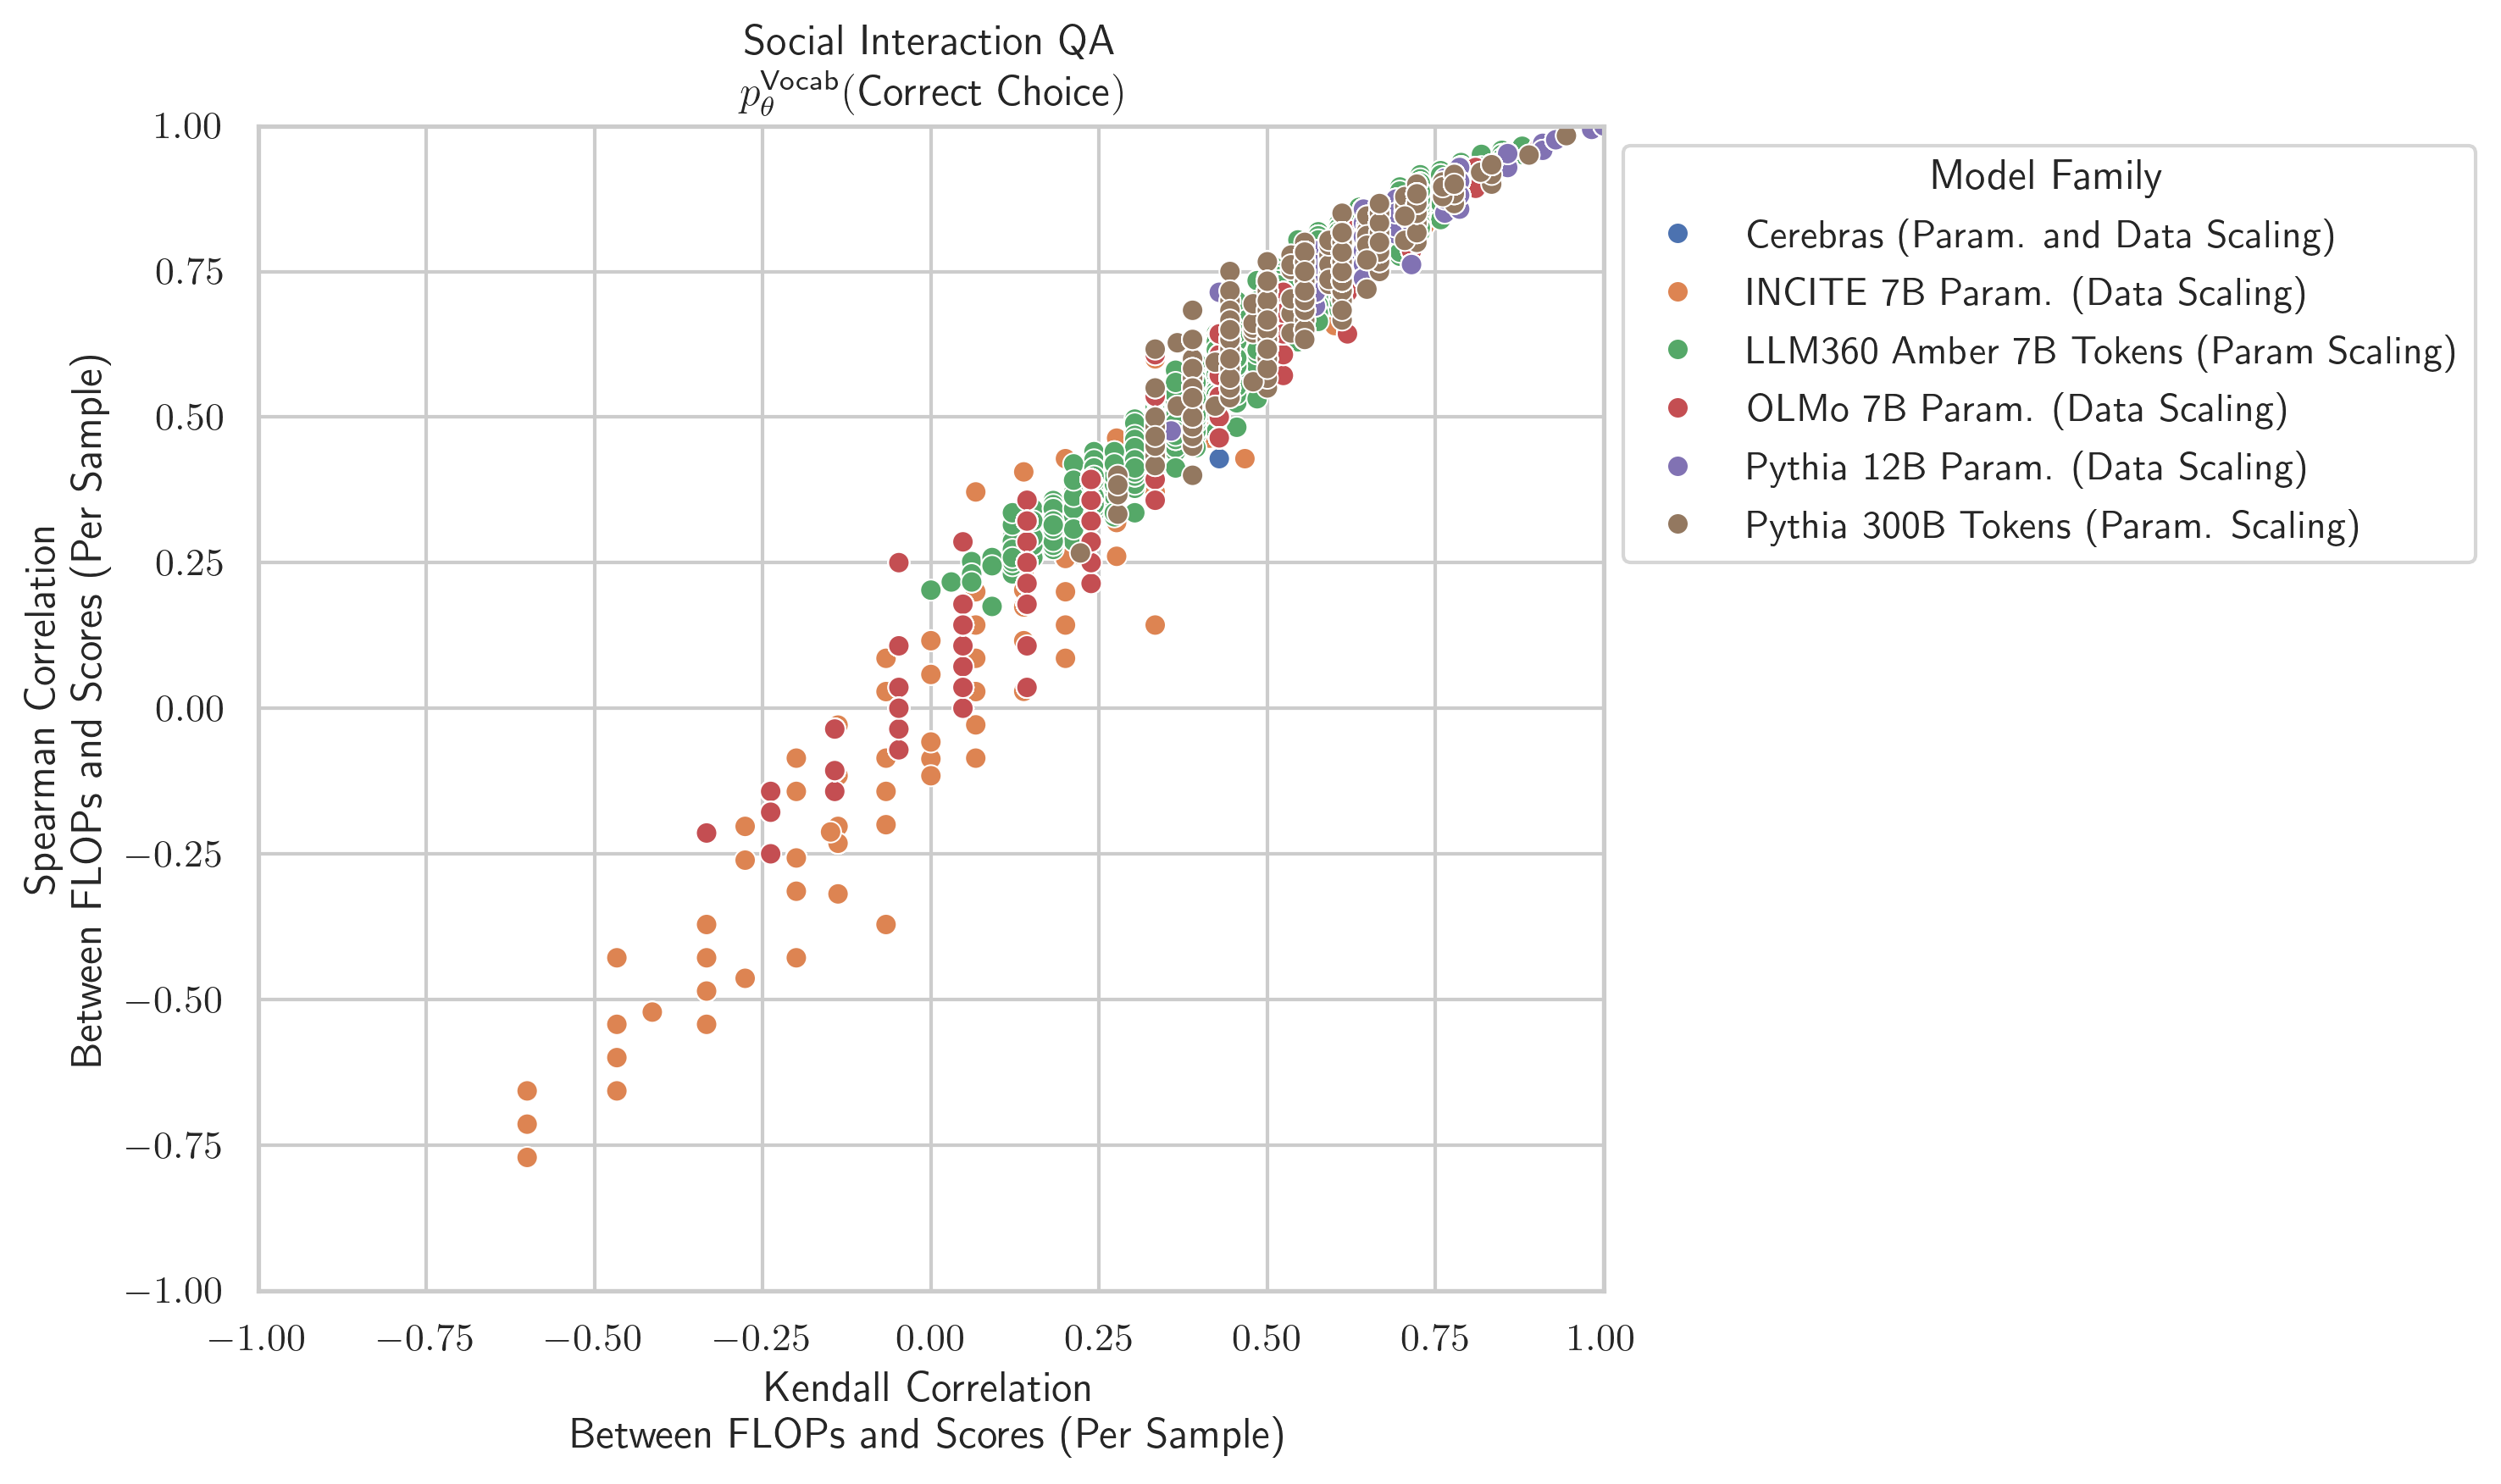 Social Interaction QA
p_θ^Vocab(Correct Choice)
1.00
0.75
0.50
0.25
0.00
−0.25
−0.50
−0.75
−1.00
Spearman Correlation
Between FLOPs and Scores (Per Sample)
−1.00 −0.75 −0.50 −0.25 0.00 0.25 0.50 0.75 1.00
Kendall Correlation
Between FLOPs and Scores (Per Sample)
Model Family
Cerebras (Param. and Data Scaling)
INCITE 7B Param. (Data Scaling)
LLM360 Amber 7B Tokens (Param Scaling)
OLMo 7B Param. (Data Scaling)
Pythia 12B Param. (Data Scaling)
Pythia 300B Tokens (Param. Scaling)